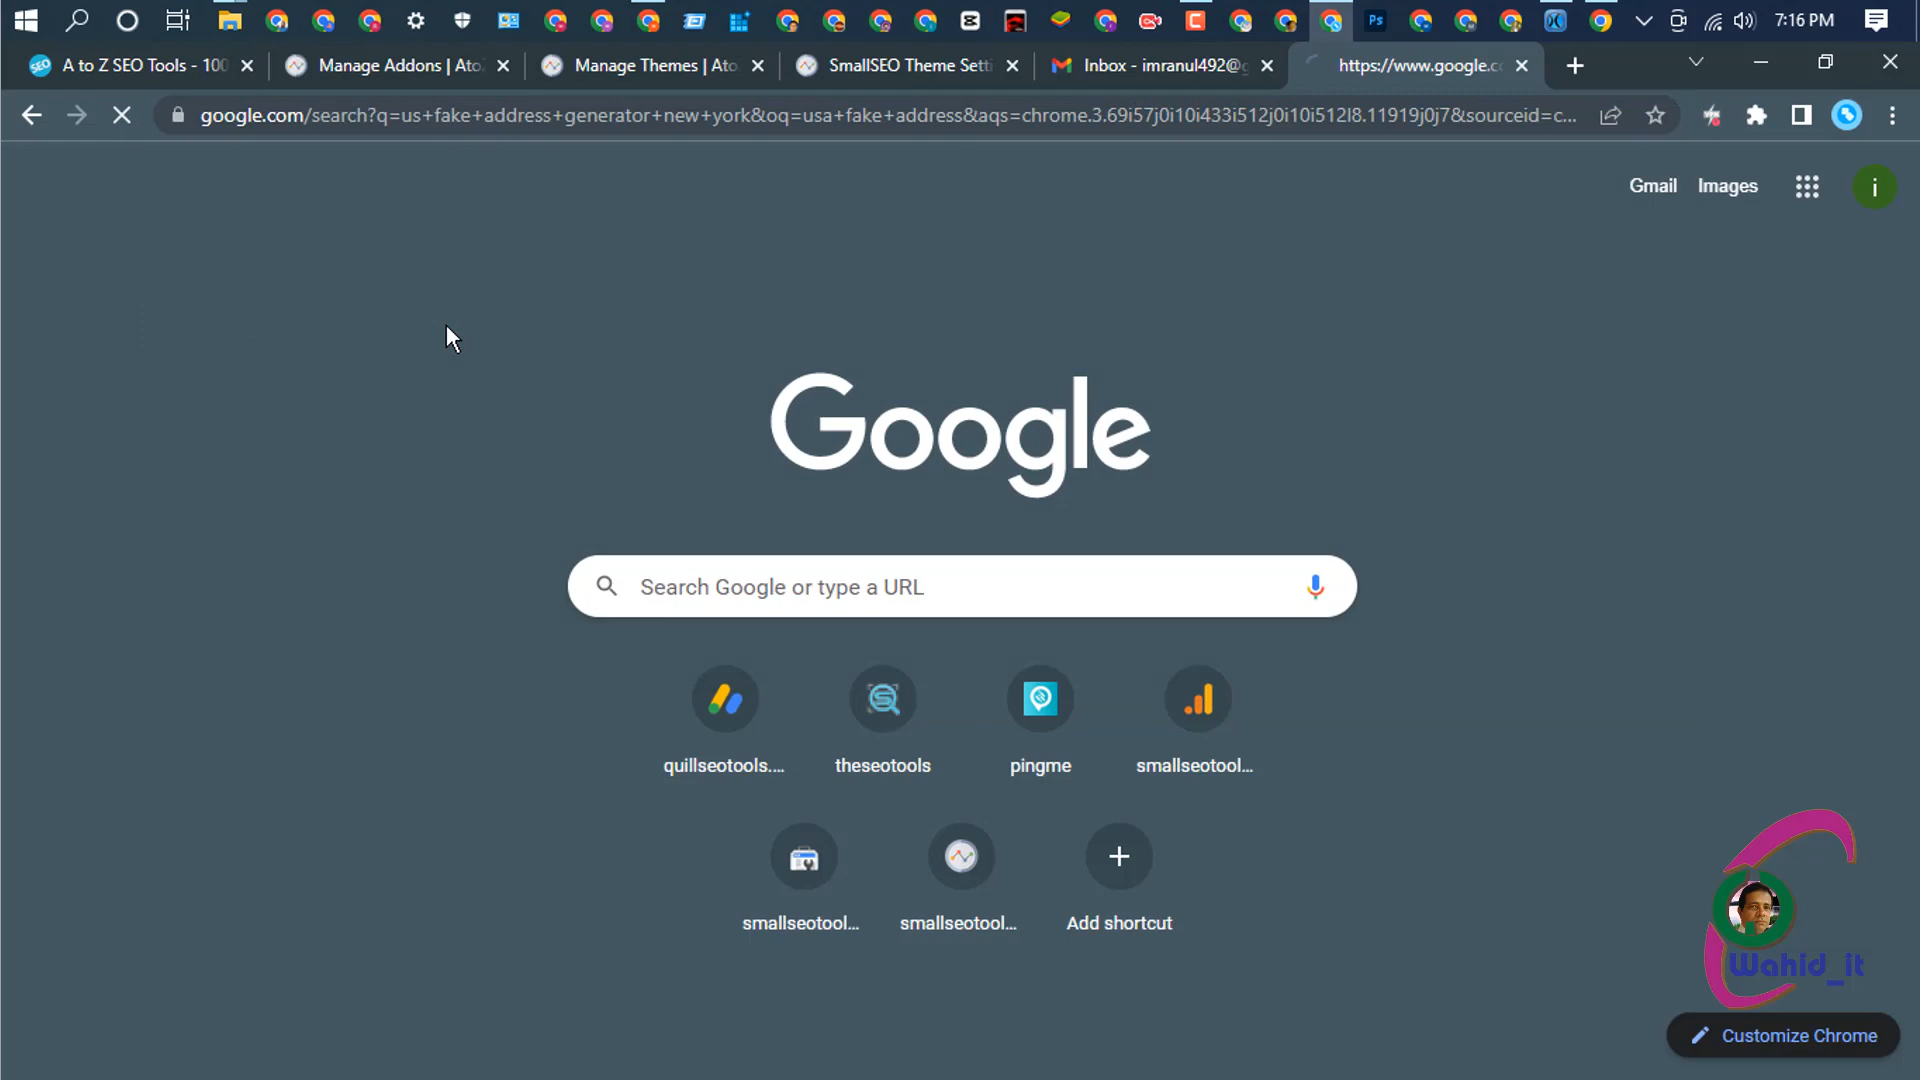 7:16 PM
A to Z SEO Tools - 100
Manage Addons | Ato
Manage Themes | Ato
SmallSEO Theme Setti
Inbox - imranul492@g
https://www.google.c
google.com/search?q=us+fake+address+generator+new+york&oq=usa+fake+address&aqs=chrome.3.69i57j0i10i433i512j0i10i512l8.11919j0j7&sourceid=c...
Gmail
Images
i
Google
Search Google or type a URL
quillseotools....
theseotools
pingme
smallseotool...
smallseotool...
smallseotool...
Add shortcut
Wahid_it
Customize Chrome